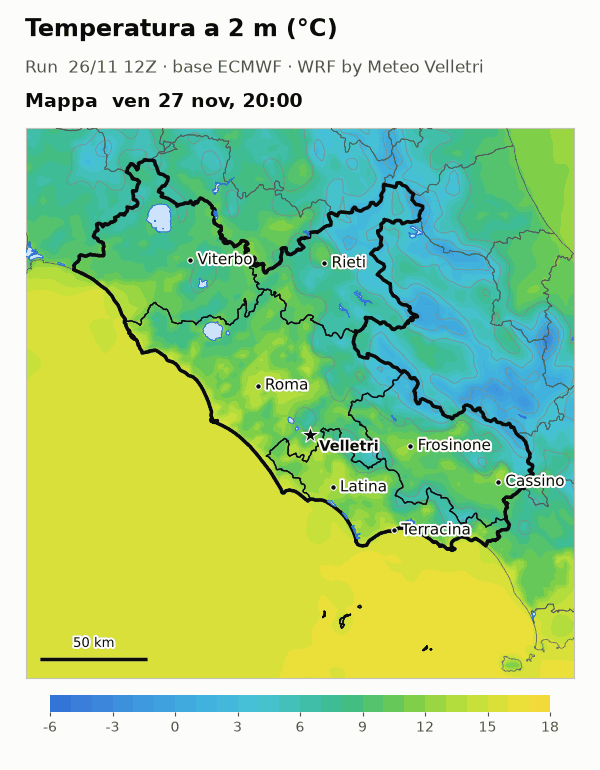 Temperatura a 2 m (°C)
Run 26/11 12Z · base ECMWF · WRF by Meteo Velletri
Mappa ven 27 nov, 20:00
Viterbo
Rieti
Roma
Velletri
Frosinone
Cassino
Latina
Terracina
50 km
-6 -3 0 3 6 9 12 15 18